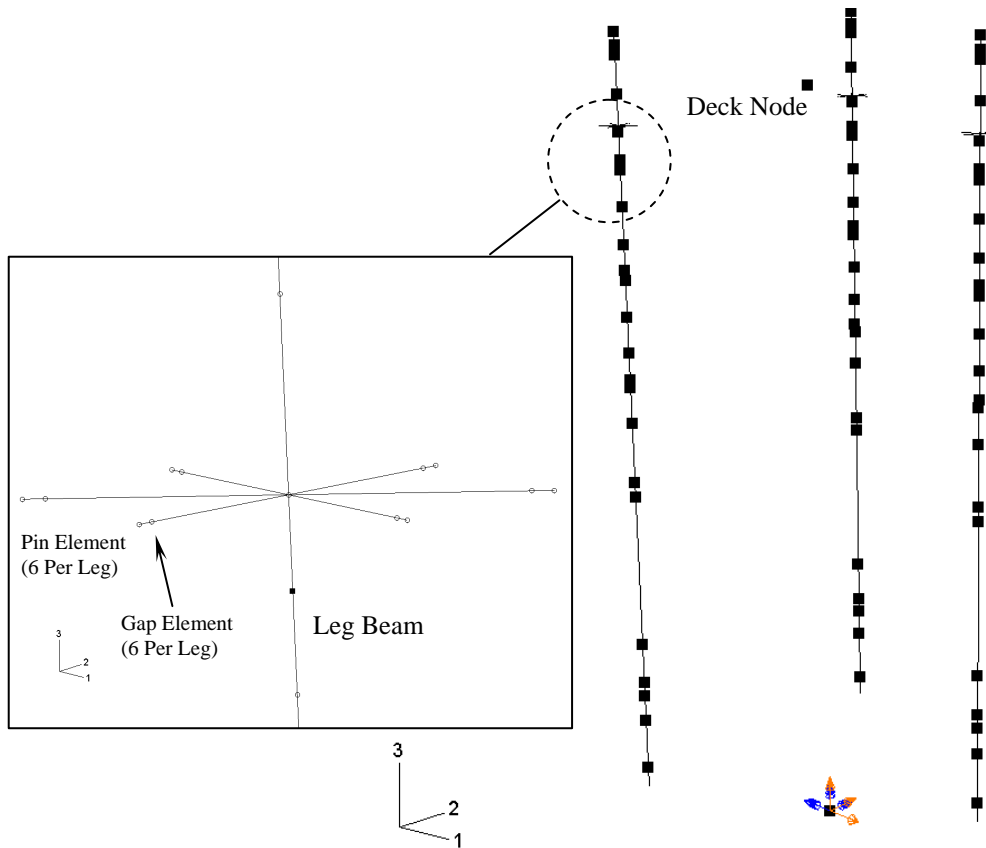 Deck Node
Pin Element
(6 Per Leg)
Gap Element
(6 Per Leg)
Leg Beam
3
2
1
3
2
1